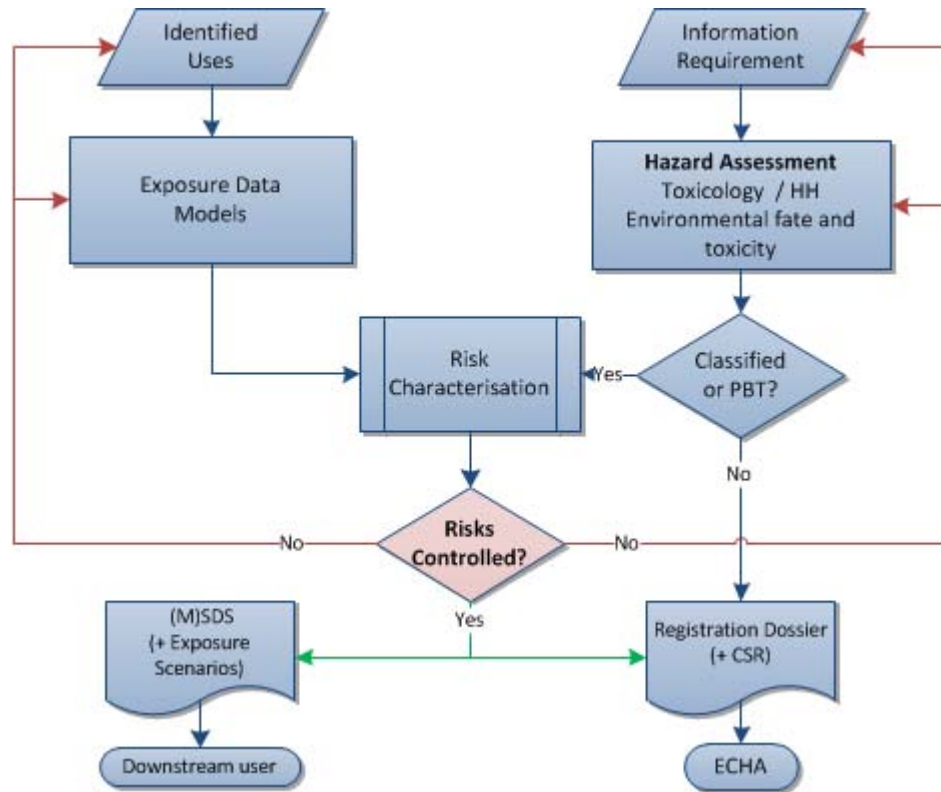 Identified
Uses
Information
Requirement
Exposure Data
Models
Hazard Assessment
Toxicology / HH
Environmental fate and
toxicity
Risk
Characterisation
Yes
Classified
or PBT?
No
Risks
Controlled?
No
No
Yes
(M)SDS
(+ Exposure
Scenarios)
Registration Dossier
(+ CSR)
Downstream user
ECHA